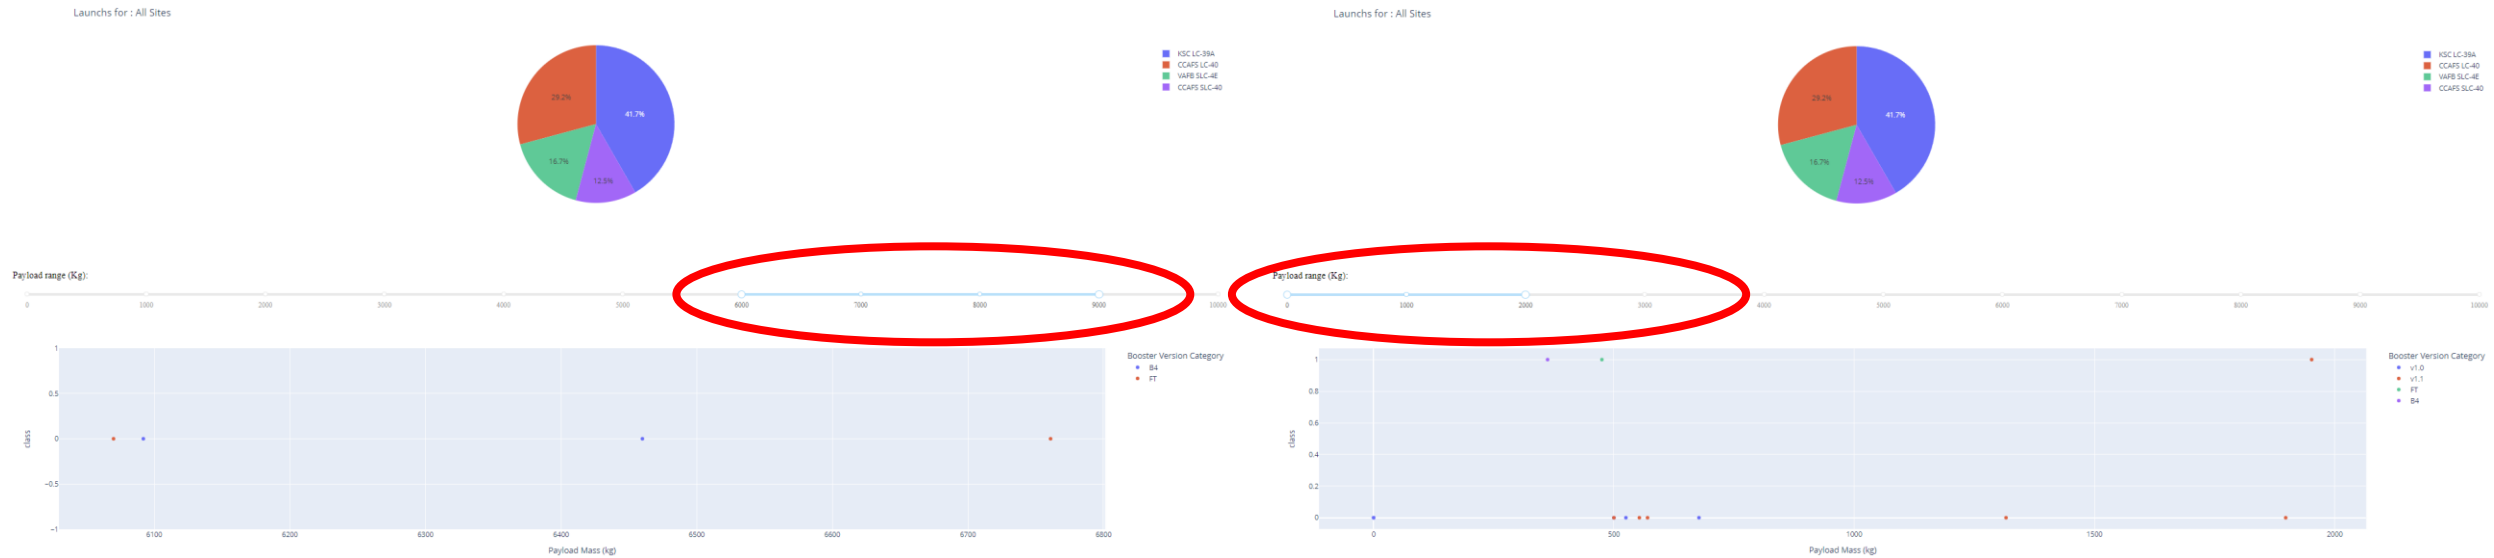 Launchs for : All Sites
KSC LC-39A
CCAFS LC-40
VAFB SLC-4E
CCAFS SLC-40
29.2%
41.7%
16.7%
12.5%
Payload range (Kg):
0 1000 2000 3000 4000 5000 6000 7000 8000 9000 10000
Booster Version Category
B4
FT
1
0.5
0
−0.5
−1
class
6100 6200 6300 6400 6500 6600 6700 6800
Payload Mass (kg)
Launchs for : All Sites
KSC LC-39A
CCAFS LC-40
VAFB SLC-4E
CCAFS SLC-40
29.2%
41.7%
16.7%
12.5%
Payload range (Kg):
0 1000 2000 3000 4000 5000 6000 7000 8000 9000 10000
Booster Version Category
v1.0
v1.1
FT
B4
1
0.8
0.6
0.4
0.2
0
class
0 500 1000 1500 2000
Payload Mass (kg)